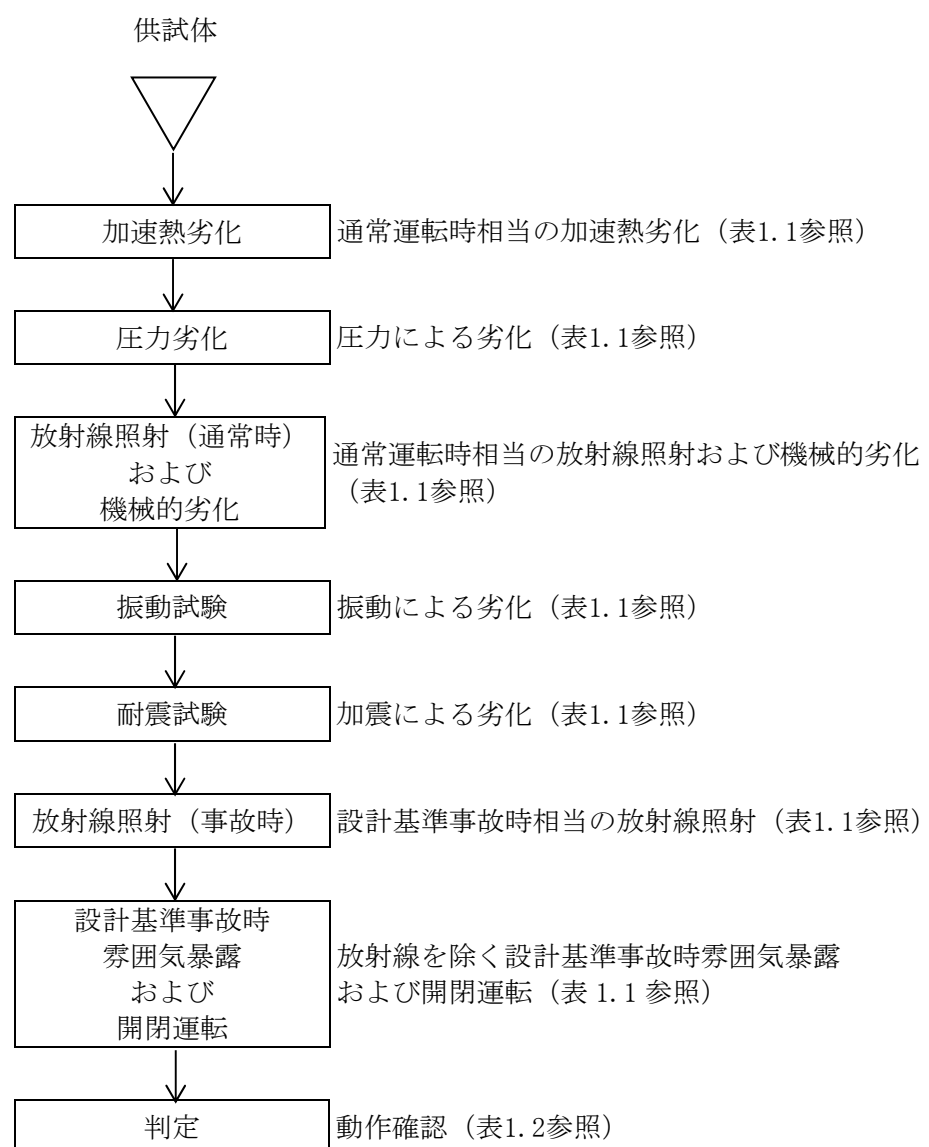 供試体
加速熱劣化
通常運転時相当の加速熱劣化（表1.1参照）
圧力劣化
圧力による劣化（表1.1参照）
放射線照射（通常時）
および
機械的劣化
通常運転時相当の放射線照射および機械的劣化
（表1.1参照）
振動試験
振動による劣化（表1.1参照）
耐震試験
加震による劣化（表1.1参照）
放射線照射（事故時）
設計基準事故時相当の放射線照射（表1.1参照）
設計基準事故時
雰囲気暴露
および
開閉運転
放射線を除く設計基準事故時雰囲気暴露
および開閉運転（表 1.1 参照）
判定
動作確認（表1.2参照）